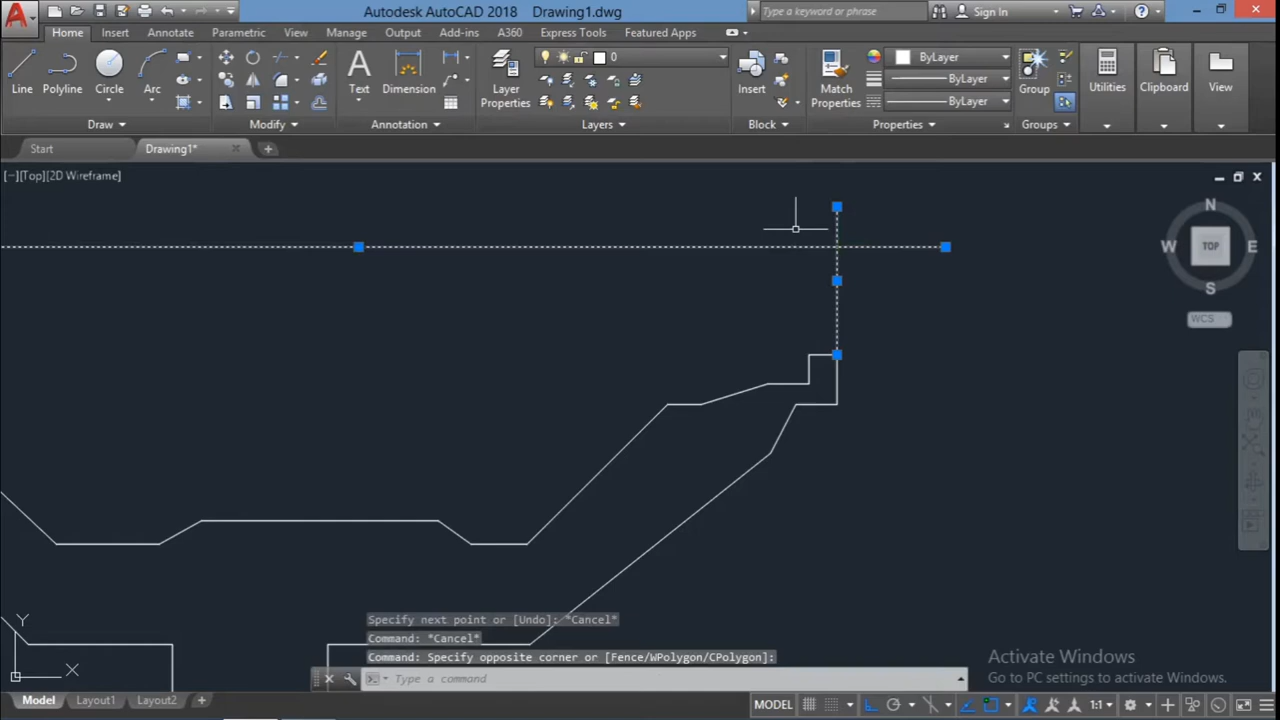 Autodesk AutoCAD 2018 Drawing1.dwg
Type a keyword or phrase
Sign In
Home Insert Annotate Parametric View Manage Output Add-ins A360 Express Tools Featured Apps
Line Polyline Circle Arc
Draw
Modify
Text Dimension
Annotation
Layer
Properties
0
Layers
Insert
Block
Match
Properties
ByLayer
ByLayer
ByLayer
Properties
Group
Groups
Utilities
Clipboard
View
Start Drawing1*
[−][Top][2D Wireframe]
N
W TOP E
S
WCS
Y
X
Specify next point or [Undo]: *Cancel*
Command: *Cancel*
Command: Specify opposite corner or [Fence/WPolygon/CPolygon]:
Type a command
Activate Windows
Go to PC settings to activate Windows.
Model Layout1 Layout2
MODEL
1:1